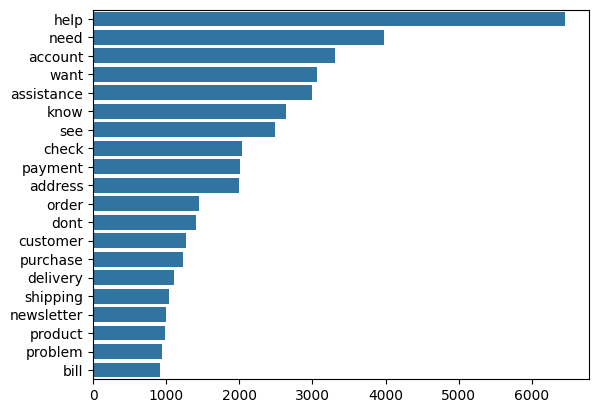 help
need
account
want
assistance
know
see
check
payment
address
order
dont
customer
purchase
delivery
shipping
newsletter
product
problem
bill
0 1000 2000 3000 4000 5000 6000